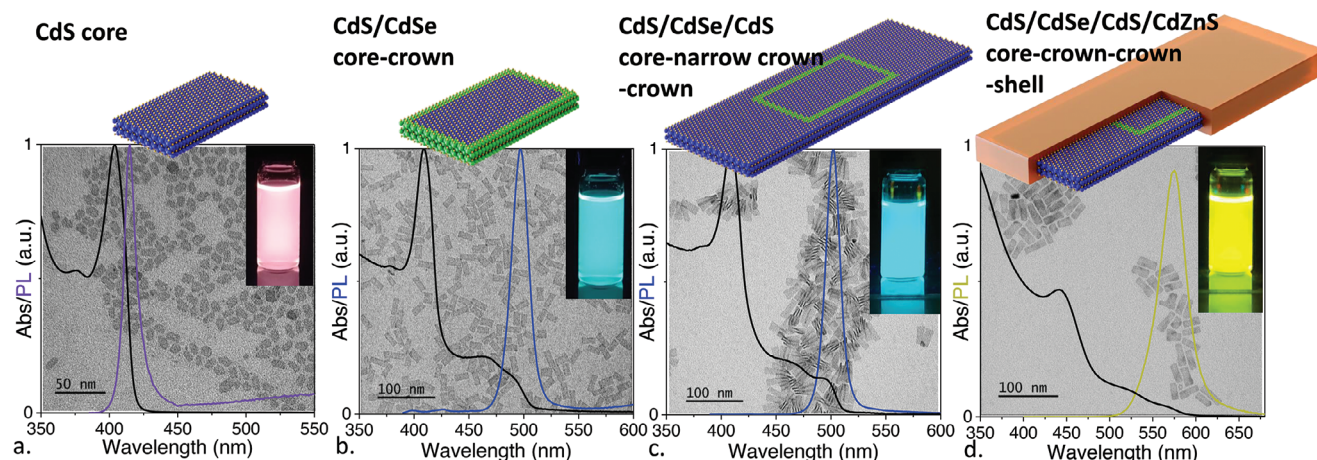 CdS core
CdS/CdSe
core-crown
CdS/CdSe/CdS
core-narrow crown
-crown
CdS/CdSe/CdS/CdZnS
core-crown-crown
-shell
1
Abs/PL (a.u.)
0
50 nm
350
400
450
500
550
Wavelength (nm)
a.
1
Abs/PL (a.u.)
0
100 nm
350
400
450
500
550
600
Wavelength (nm)
b.
1
Abs/PL (a.u.)
0
100 nm
350
400
450
500
550
600
Wavelength (nm)
c.
1
Abs/PL (a.u.)
0
100 nm
350
400
450
500
550
600
650
Wavelength (nm)
d.